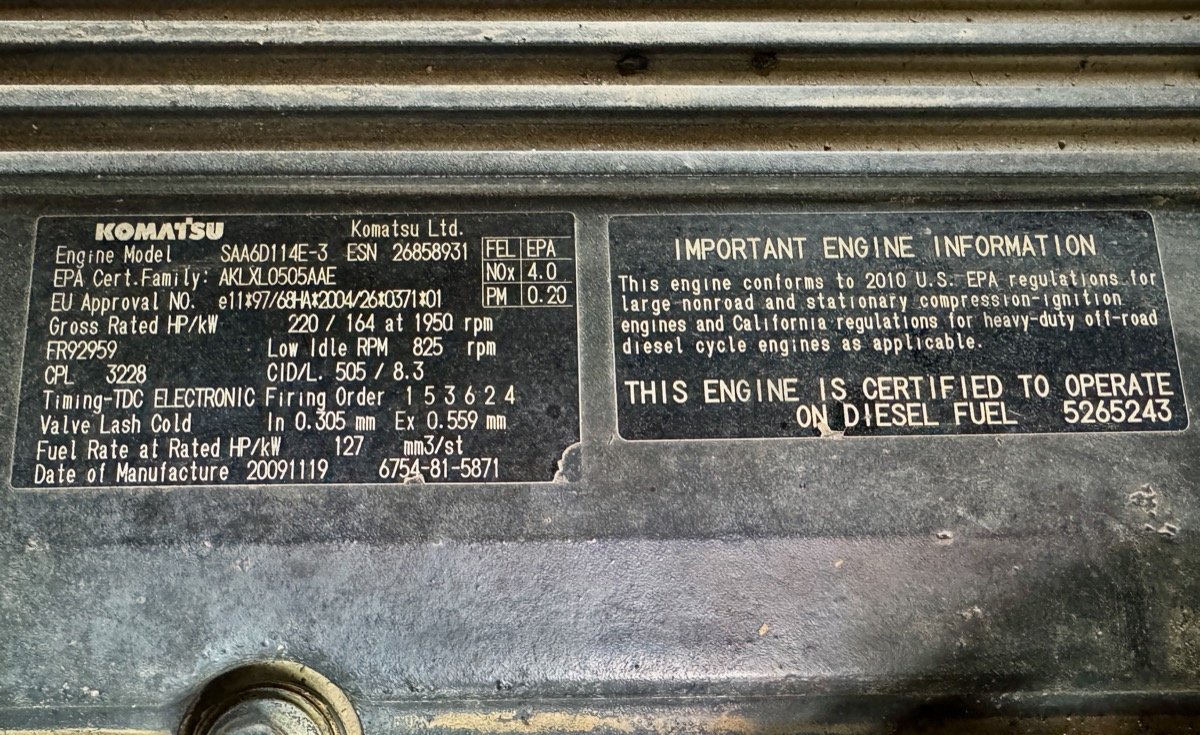 KOMATSU Komatsu Ltd.
Engine Model SAA6D114E-3 ESN 26858931
EPA Cert.Family: AKLXL0505AAE
EU Approval NO. e11*97/68HA*2004/26*0371*01
FEL EPA
NOx 4.0
PM 0.20
Gross Rated HP/kW 220 / 164 at 1950 rpm
FR92959 Low Idle RPM 825 rpm
CPL 3228 CID/L. 505 / 8.3
Timing-TDC ELECTRONIC Firing Order 1 5 3 6 2 4
Valve Lash Cold In 0.305 mm Ex 0.559 mm
Fuel Rate at Rated HP/kW 127 mm3/st
Date of Manufacture 20091119 6754-81-5871
IMPORTANT ENGINE INFORMATION
This engine conforms to 2010 U.S. EPA regulations for
large nonroad and stationary compression-ignition
engines and California regulations for heavy-duty off-road
diesel cycle engines as applicable.
THIS ENGINE IS CERTIFIED TO OPERATE
ON DIESEL FUEL 5265243